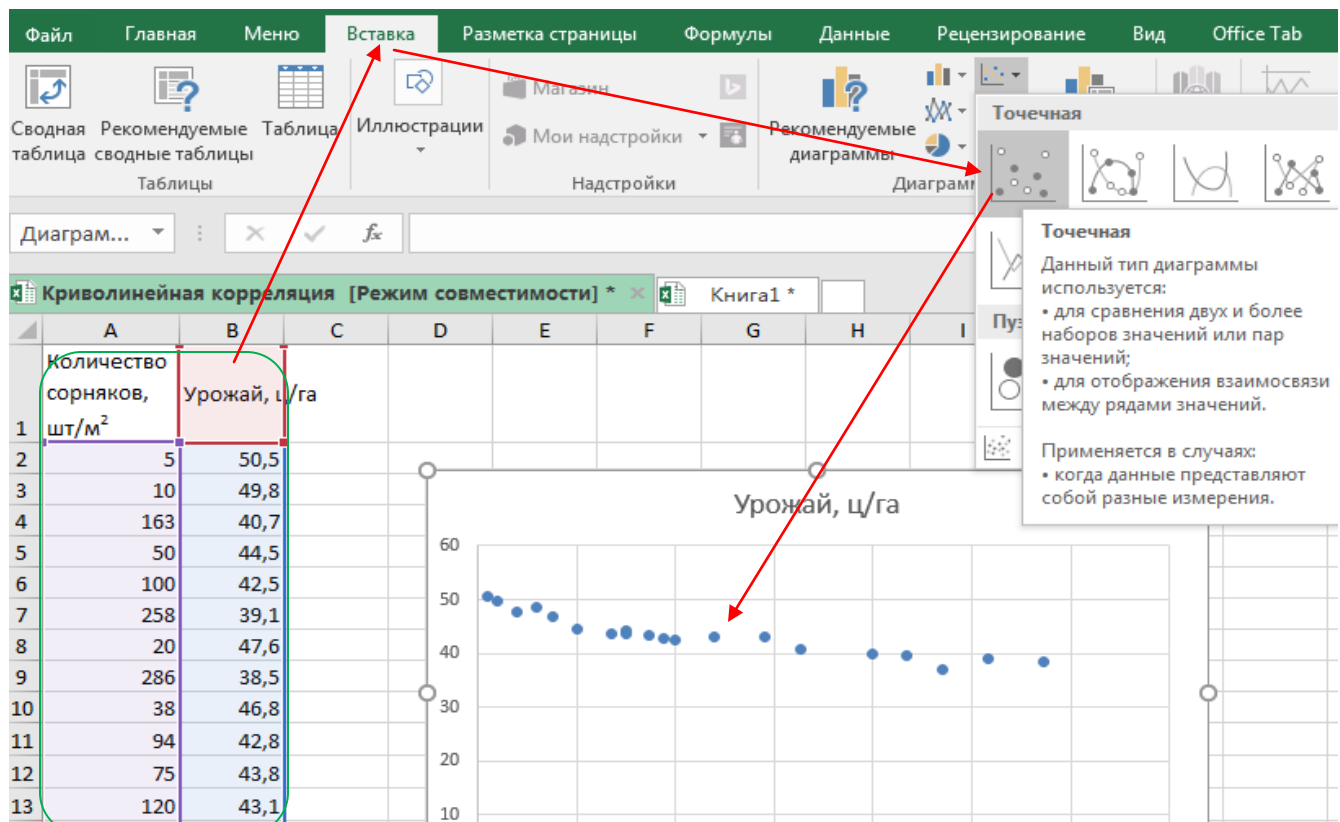 Файл Главная Меню Вставка Разметка страницы Формулы Данные Рецензирование Вид Office Tab
Сводная таблица
Рекомендуемые сводные таблицы
Таблица
Таблицы
Иллюстрации
Магазин
Мои надстройки
Надстройки
Рекомендуемые диаграммы
Диаграмм
Точечная
Точечная
Данный тип диаграммы
используется:
• для сравнения двух и более
наборов значений или пар
значений;
• для отображения взаимосвязи
между рядами значений.
Применяется в случаях:
• когда данные представляют
собой разные измерения.
Пуз
Диаграм... fx
Криволинейная корреляция [Режим совместимости] * Книга1 *
A B C D E F G H I
Количество
сорняков,
шт/м²
Урожай, ц/га
1
2 5 50,5
3 10 49,8
4 163 40,7
5 50 44,5
6 100 42,5
7 258 39,1
8 20 47,6
9 286 38,5
10 38 46,8
11 94 42,8
12 75 43,8
13 120 43,1
Урожай, ц/га
60
50
40
30
20
10